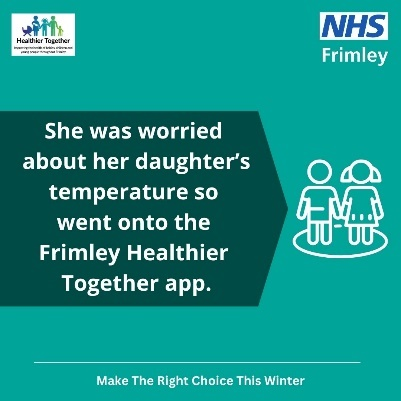 Healthier Together
NHS
Frimley
She was worried
about her daughter's
temperature so
went onto the
Frimley Healthier
Together app.
Make The Right Choice This Winter